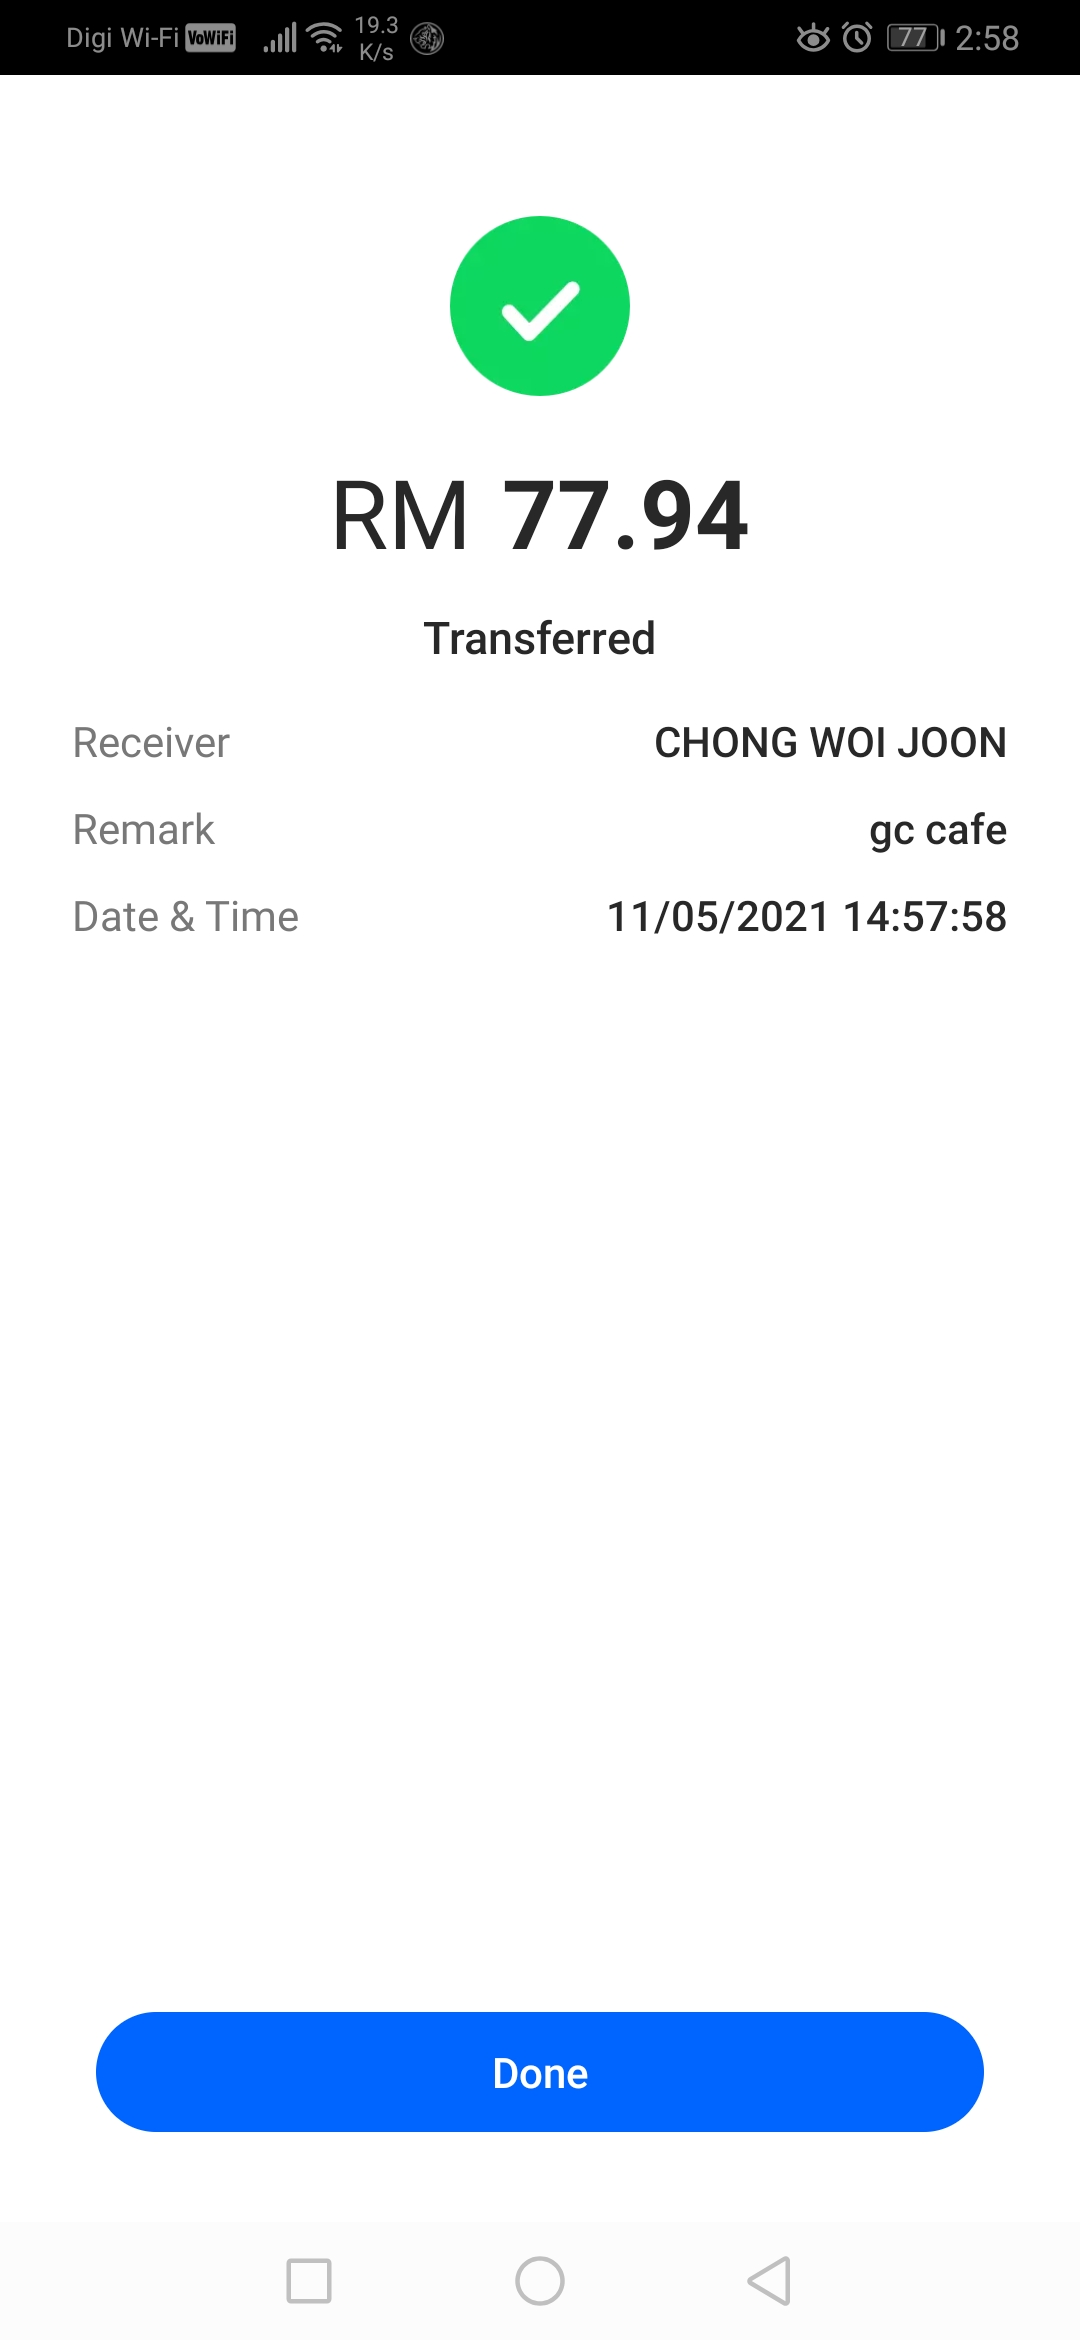 Digi Wi-Fi VoWiFi 19.3 K/s 77 2:58
RM 77.94
Transferred
Receiver CHONG WOI JOON
Remark gc cafe
Date & Time 11/05/2021 14:57:58
Done